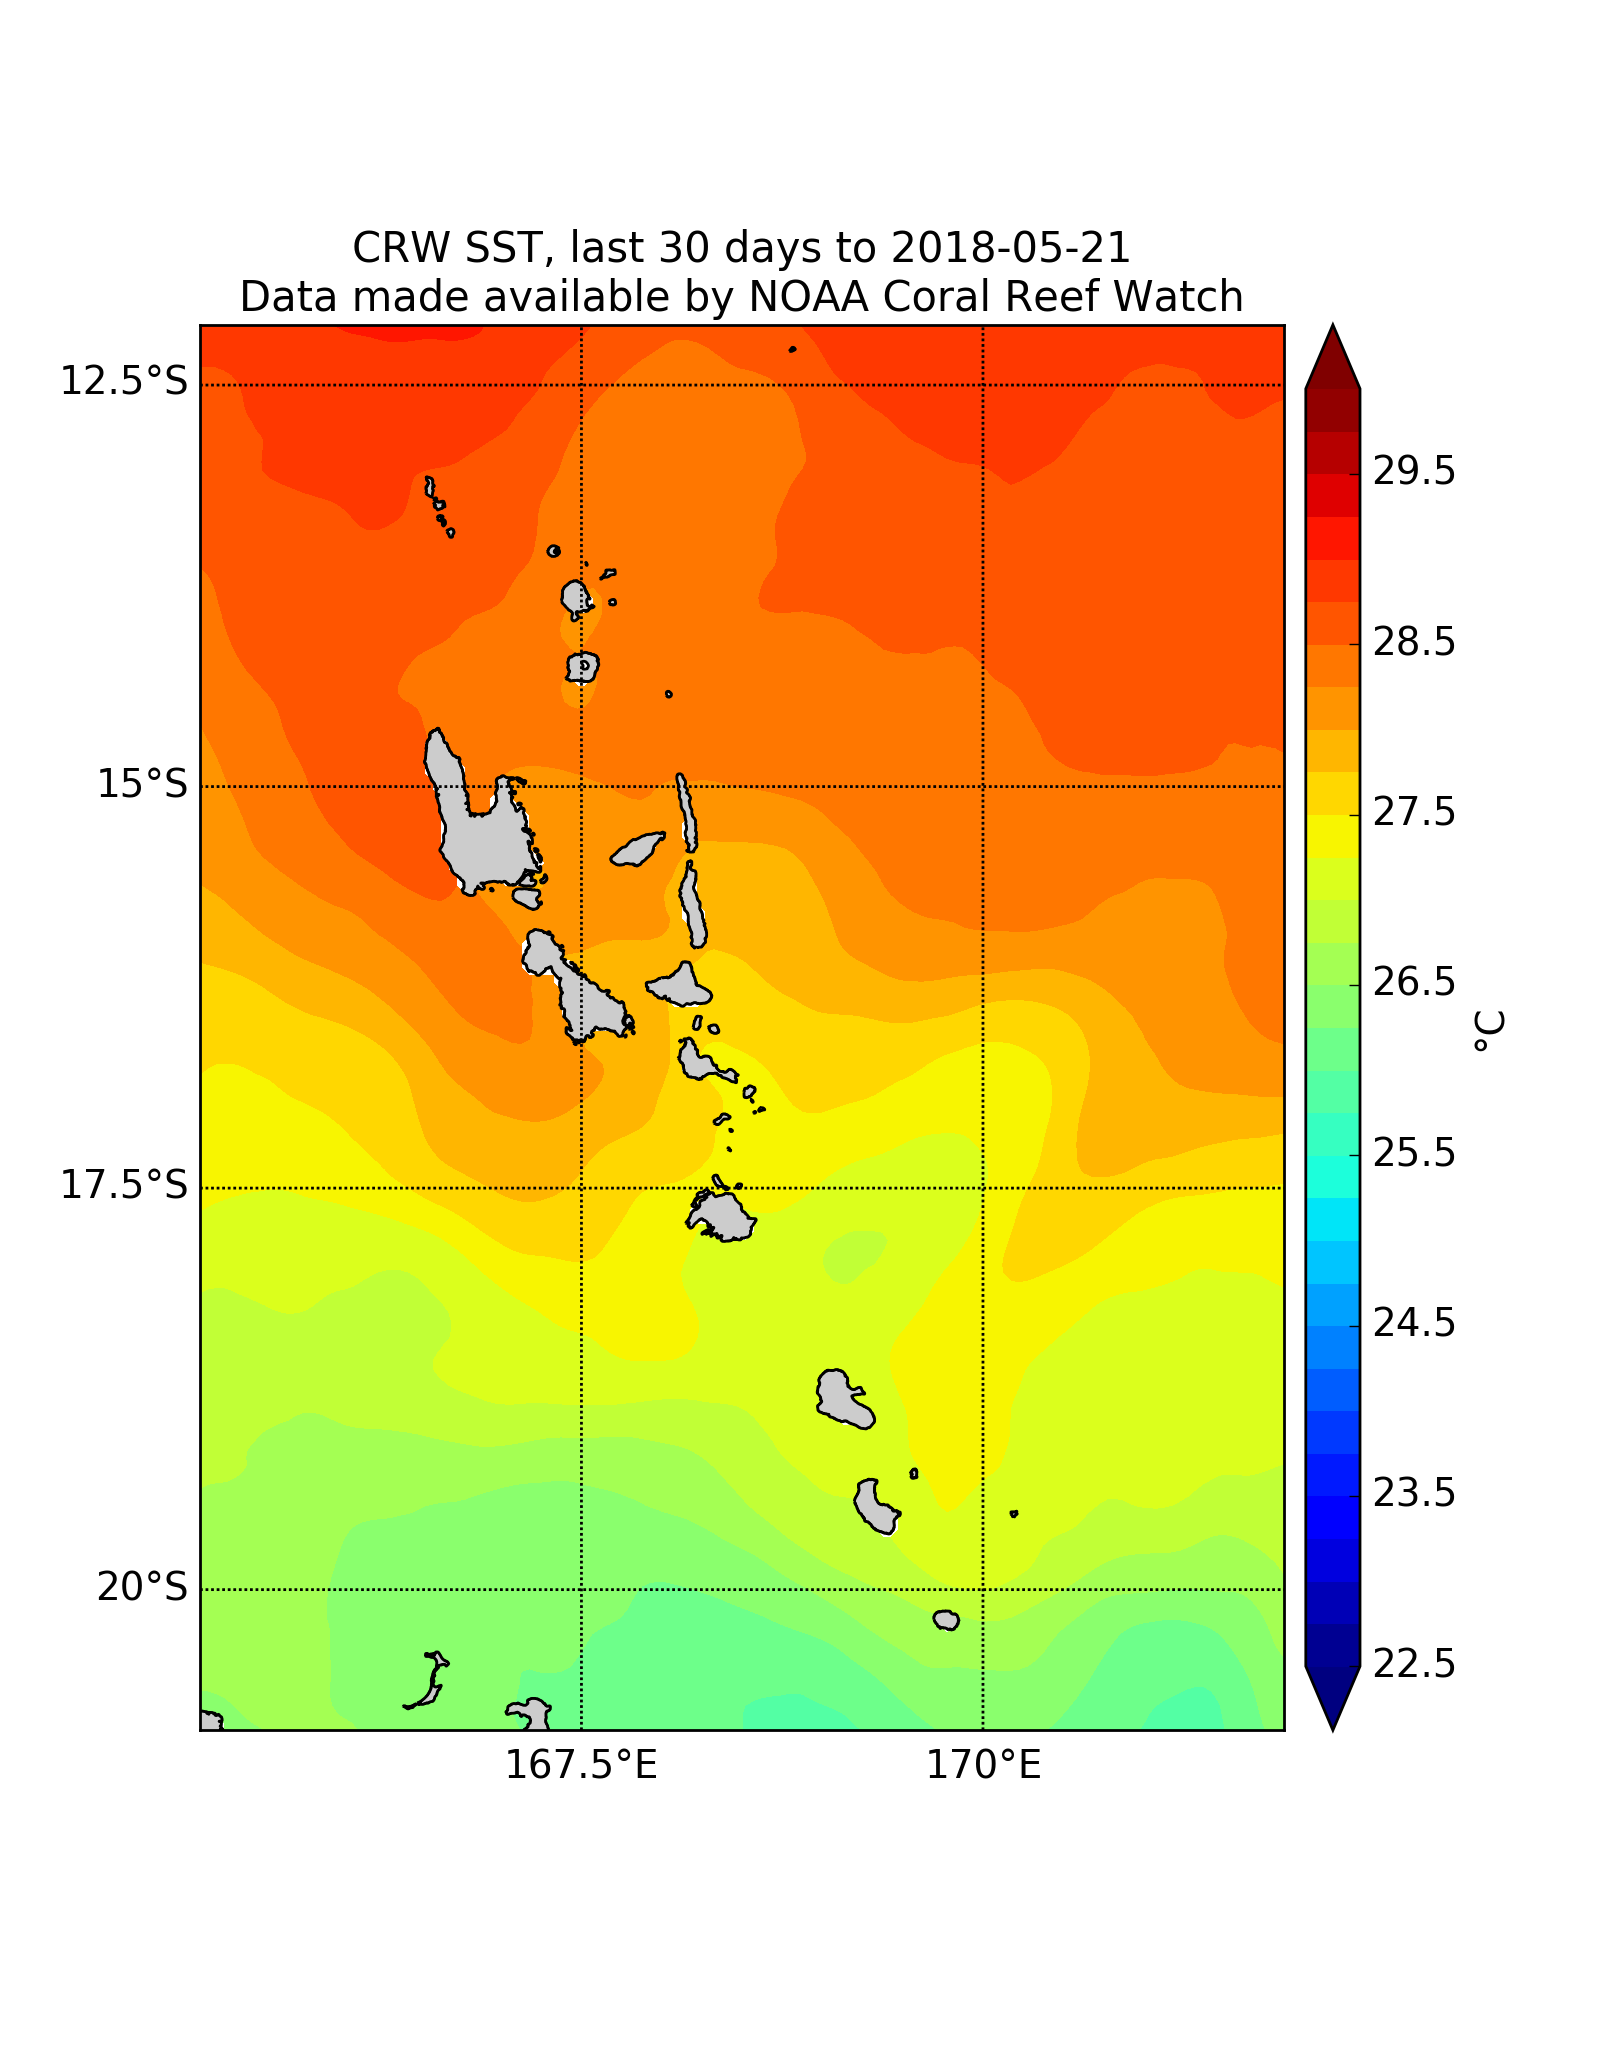 CRW SST, last 30 days to 2018-05-21
Data made available by NOAA Coral Reef Watch
12.5°S
15°S
17.5°S
20°S
167.5°E
170°E
29.5
28.5
27.5
26.5
25.5
24.5
23.5
22.5
°C